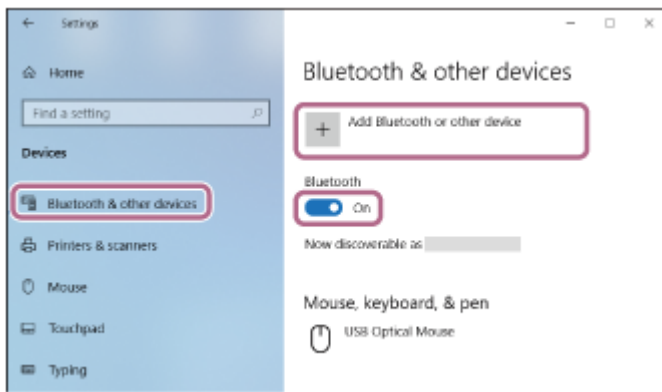 Settings
Home
Find a setting
Devices
Bluetooth & other devices
Printers & scanners
Mouse
Touchpad
Typing
Bluetooth & other devices
Add Bluetooth or other device
Bluetooth
On
Now discoverable as
Mouse, keyboard, & pen
USB Optical Mouse